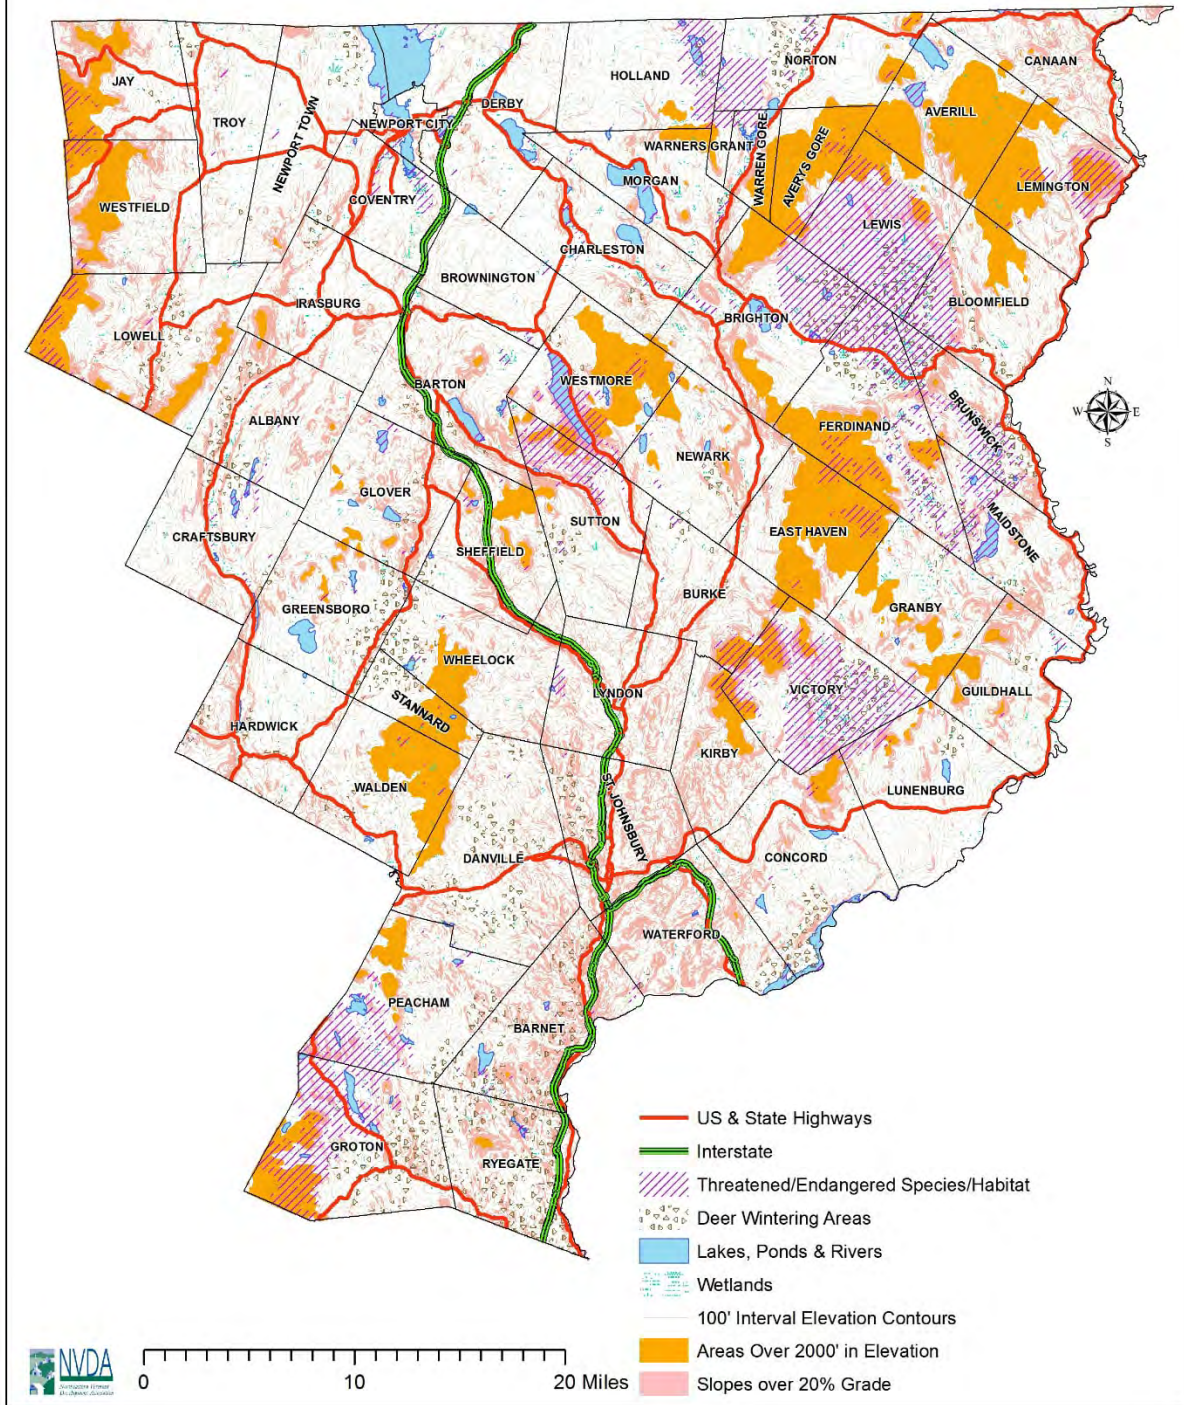 CANAAN
NORTON
HOLLAND
JAY
DERBY
AVERILL
TROY
NEWPORT CITY
NEWPORT TOWN
WARNERS GRANT
WARREN GORE
AVERYS GORE
MORGAN
LEMINGTON
COVENTRY
WESTFIELD
LEWIS
CHARLESTON
BROWNINGTON
IRASBURG
BLOOMFIELD
BRIGHTON
LOWELL
BARTON
WESTMORE
N
W E
S
BRUNSWICK
ALBANY
FERDINAND
NEWARK
GLOVER
MAIDSTONE
SUTTON
EAST HAVEN
CRAFTSBURY
SHEFFIELD
BURKE
GREENSBORO
GRANBY
WHEELOCK
VICTORY
GUILDHALL
LYNDON
STANNARD
HARDWICK
KIRBY
WALDEN
LUNENBURG
ST. JOHNSBURY
DANVILLE
CONCORD
WATERFORD
PEACHAM
BARNET
GROTON
RYEGATE
US & State Highways
Interstate
Threatened/Endangered Species/Habitat
Deer Wintering Areas
Lakes, Ponds & Rivers
Wetlands
100' Interval Elevation Contours
Areas Over 2000' in Elevation
Slopes over 20% Grade
NVDA
Northeastern Vermont
Development Association
0 10 20 Miles